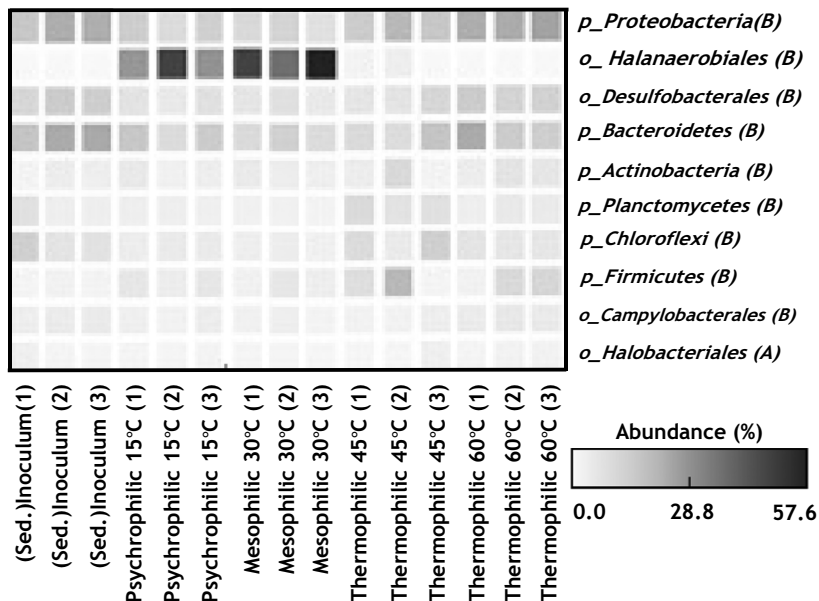 p_Proteobacteria(B)
o_ Halanaerobiales (B)
o_Desulfobacterales (B)
p_Bacteroidetes (B)
p_Actinobacteria (B)
p_Planctomycetes (B)
p_Chloroflexi (B)
p_Firmicutes (B)
o_Campylobacterales (B)
o_Halobacteriales (A)
(Sed.)Inoculum(1)
(Sed.)Inoculum (2)
(Sed.)Inoculum (3)
Psychrophilic 15°C (1)
Psychrophilic 15°C (2)
Psychrophilic 15°C (3)
Mesophilic 30°C (1)
Mesophilic 30°C (2)
Mesophilic 30°C (3)
Thermophilic 45°C (1)
Thermophilic 45°C (2)
Thermophilic 45°C (3)
Thermophilic 60°C (1)
Thermophilic 60°C (2)
Thermophilic 60°C (3)
Abundance (%)
0.0 28.8 57.6